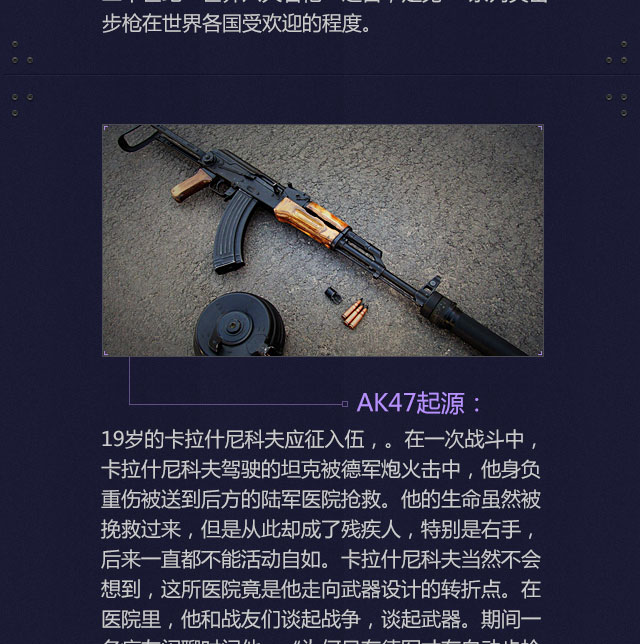 步枪在世界各国受欢迎的程度。
AK47起源：
19岁的卡拉什尼科夫应征入伍，。在一次战斗中，
卡拉什尼科夫驾驶的坦克被德军炮火击中，他身负
重伤被送到后方的陆军医院抢救。他的生命虽然被
挽救过来，但是从此却成了残疾人，特别是右手，
后来一直都不能活动自如。卡拉什尼科夫当然不会
想到，这所医院竟是他走向武器设计的转折点。在
医院里，他和战友们谈起战争，谈起武器。期间一